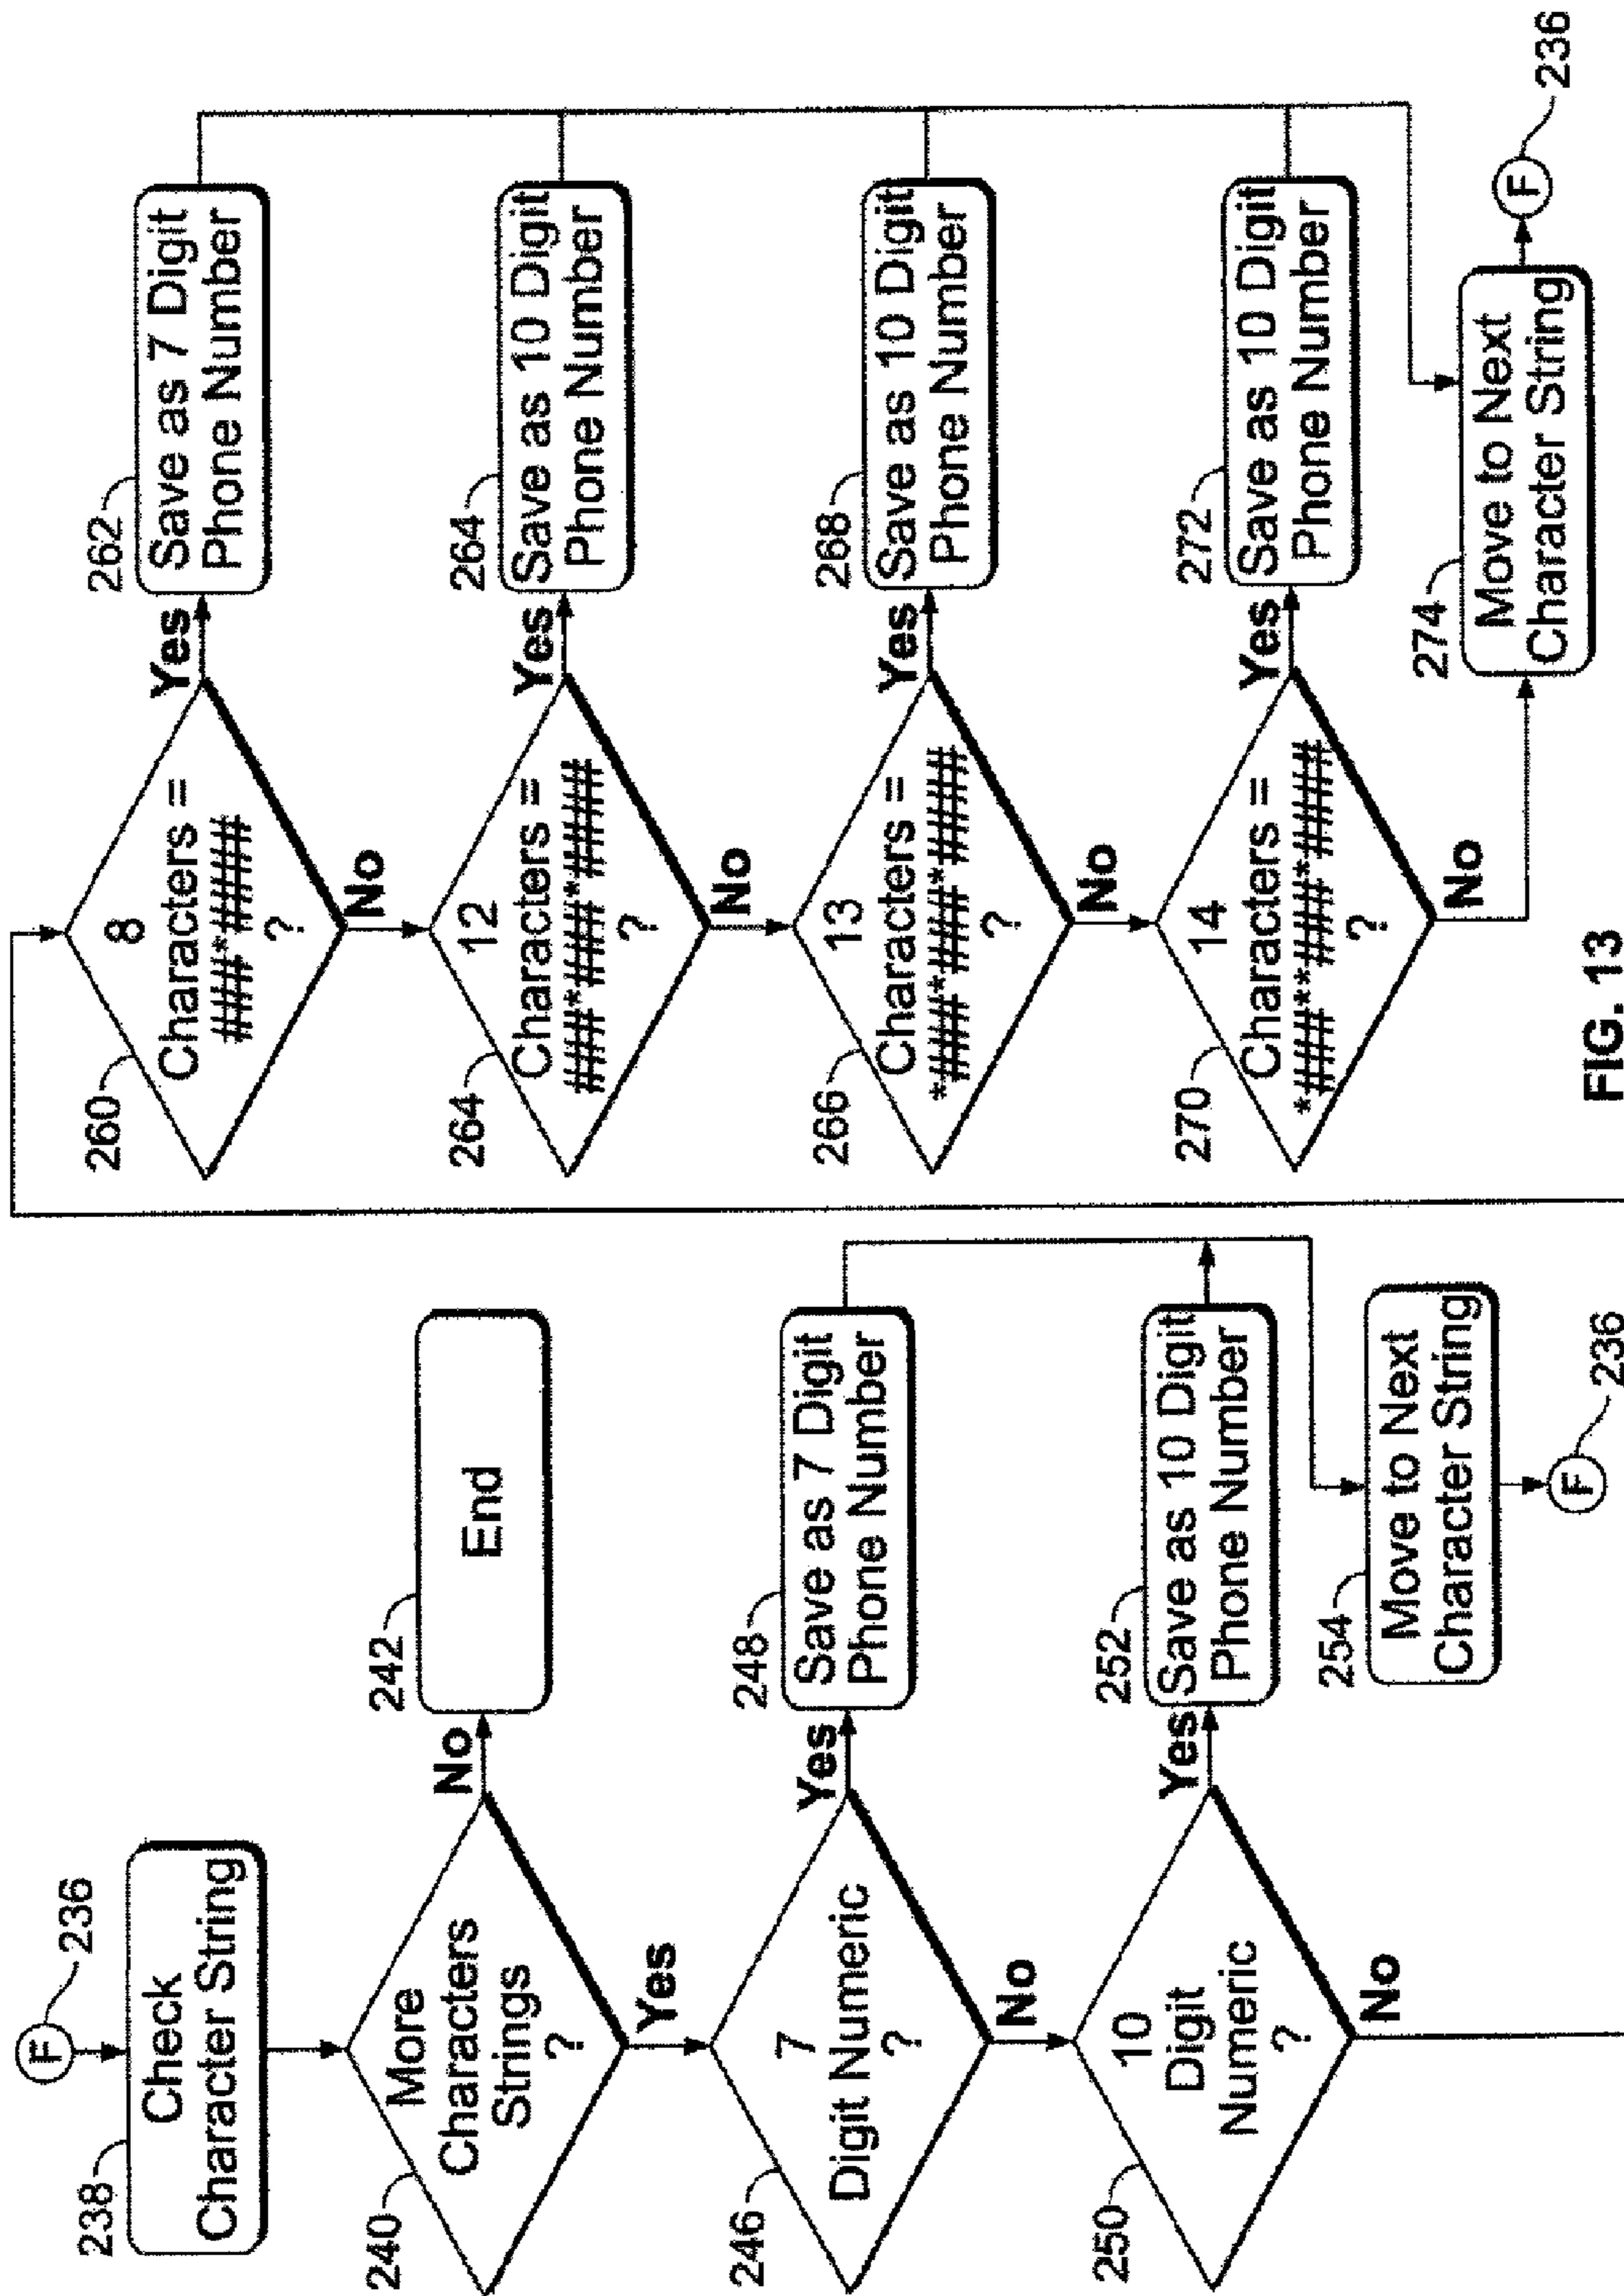 F
236
238
Check
Character String
240
More
Characters
Strings
?
No
242
End
Yes
246
7
Digit Numeric
?
Yes
248
Save as 7 Digit
Phone Number
No
250
10
Digit
Numeric
?
Yes
252
Save as 10 Digit
Phone Number
No
254
Move to Next
Character String
F
236
260
8
Characters =
###*####
?
Yes
262
Save as 7 Digit
Phone Number
No
264
12
Characters =
###*###*####
?
Yes
264
Save as 10 Digit
Phone Number
No
266
13
Characters =
*###*###*####
?
Yes
268
Save as 10 Digit
Phone Number
No
270
14
Characters =
*###**###*####
?
Yes
272
Save as 10 Digit
Phone Number
No
274
Move to Next
Character String
F
236
FIG. 13